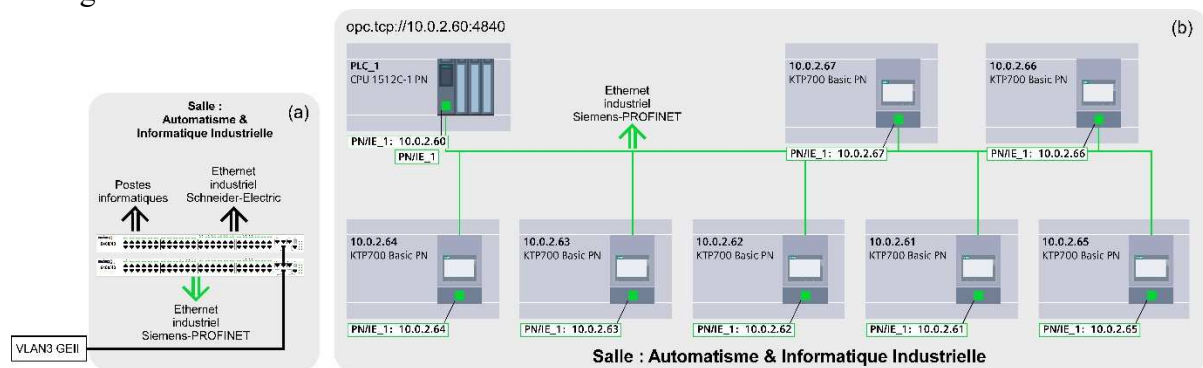 Salle :
Automatisme &
Informatique Industrielle
(a)
Postes
informatiques
Ethernet
industriel
Schneider-Electric
Ethernet
industriel
Siemens-PROFINET
VLAN3 GEII
opc.tcp://10.0.2.60:4840
(b)
PLC_1
CPU 1512C-1 PN
PN/IE_1: 10.0.2.60
PN/IE_1
Ethernet
industriel
Siemens-PROFINET
10.0.2.67
KTP700 Basic PN
PN/IE_1: 10.0.2.67
10.0.2.66
KTP700 Basic PN
PN/IE_1: 10.0.2.66
10.0.2.64
KTP700 Basic PN
PN/IE_1: 10.0.2.64
10.0.2.63
KTP700 Basic PN
PN/IE_1: 10.0.2.63
10.0.2.62
KTP700 Basic PN
PN/IE_1: 10.0.2.62
10.0.2.61
KTP700 Basic PN
PN/IE_1: 10.0.2.61
10.0.2.65
KTP700 Basic PN
PN/IE_1: 10.0.2.65
Salle : Automatisme & Informatique Industrielle